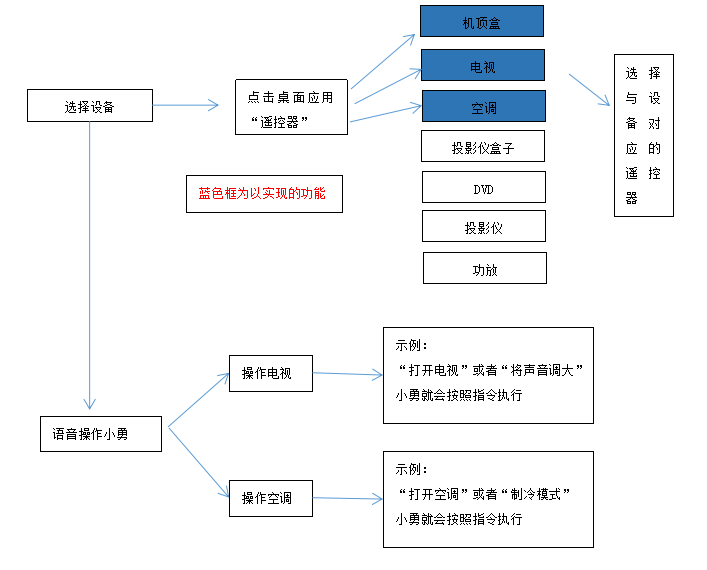 选择设备
点击桌面应用
“遥控器”
机顶盒
电视
空调
投影仪盒子
DVD
投影仪
功放
选择
与设
备对
应的
遥控
器
蓝色框为以实现的功能
语音操作小勇
操作电视
示例：
“打开电视”或者“将声音调大”
小勇就会按照指令执行
操作空调
示例：
“打开空调”或者“制冷模式”
小勇就会按照指令执行